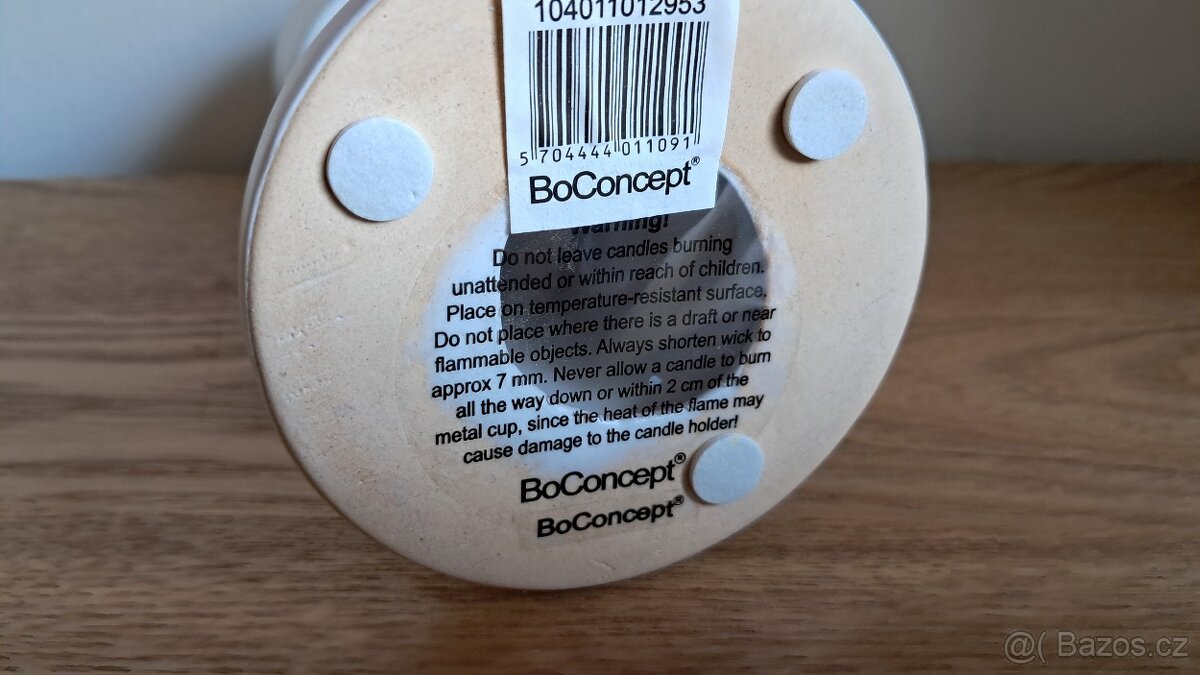 104011012953
5 704444 011091
BoConcept®
Warning!
Do not leave candles burning
unattended or within reach of children.
Place on temperature-resistant surface.
Do not place where there is a draft or near
flammable objects. Always shorten wick to
approx 7 mm. Never allow a candle to burn
all the way down or within 2 cm of the
metal cup, since the heat of the flame may
cause damage to the candle holder!
BoConcept®
BoConcept®
@( Bazos.cz